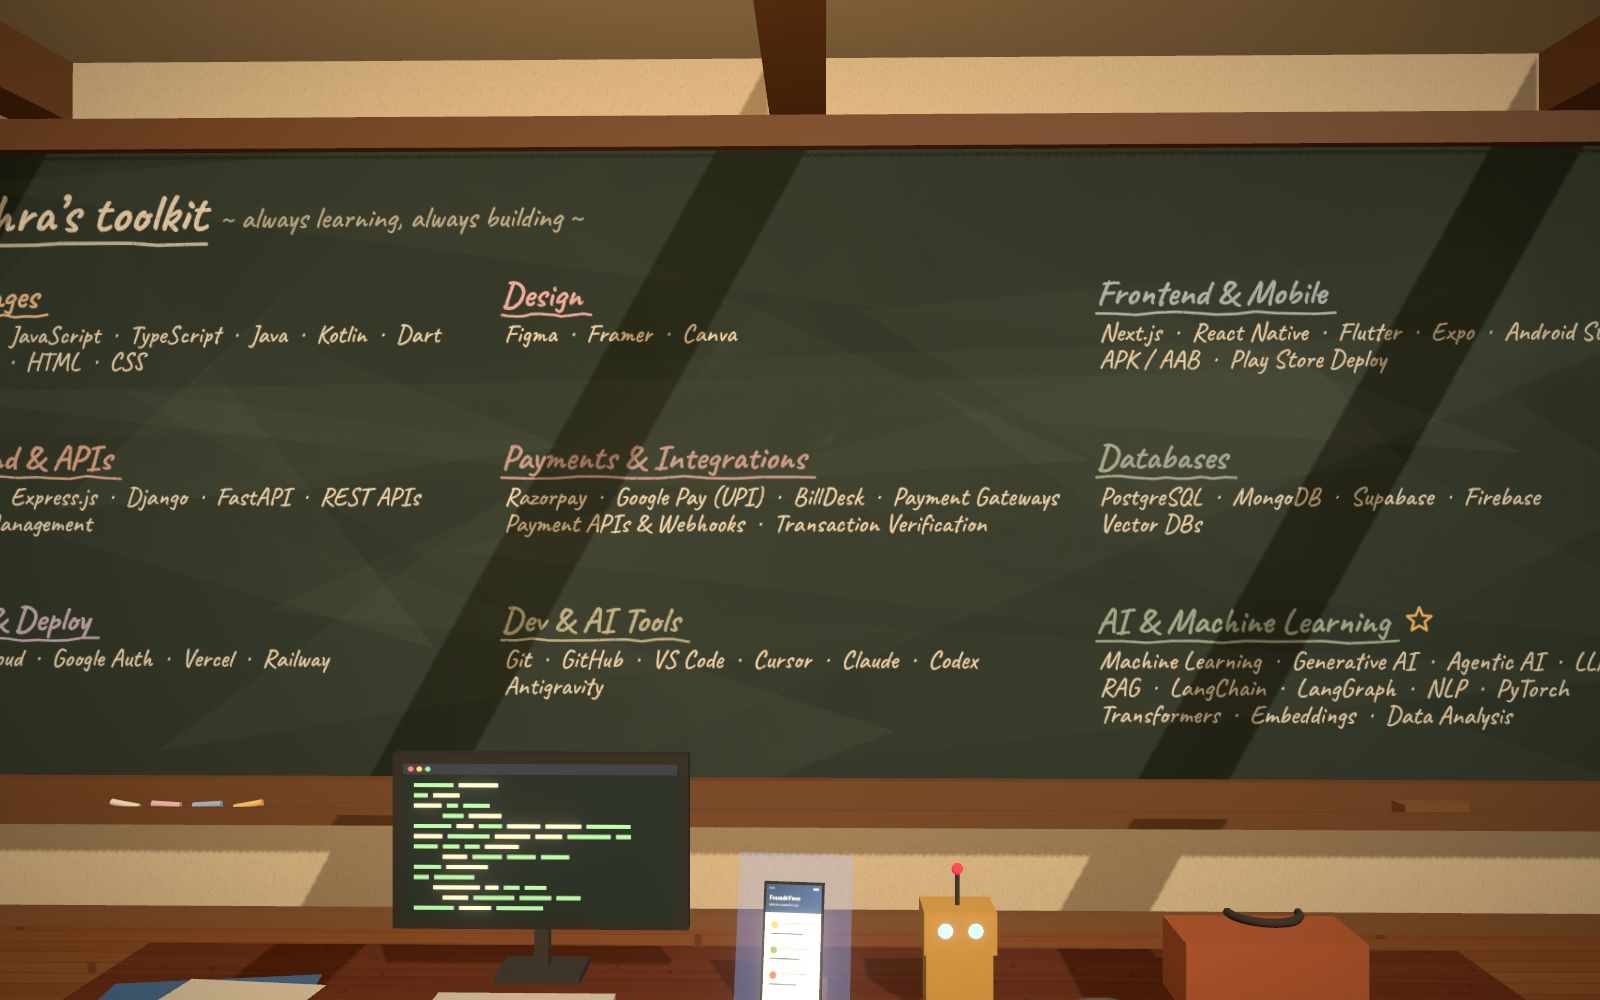 hra's toolkit ~ always learning, always building ~
ages
JavaScript · TypeScript · Java · Kotlin · Dart
· HTML · CSS
Design
Figma · Framer · Canva
Frontend & Mobile
Next.js · React Native · Flutter · Expo · Android St
APK / AAB · Play Store Deploy
d & APIs
Express.js · Django · FastAPI · REST APIs
anagement
Payments & Integrations
Razorpay · Google Pay (UPI) · BillDesk · Payment Gateways
Payment APIs & Webhooks · Transaction Verification
Databases
PostgreSQL · MongoDB · Supabase · Firebase
Vector DBs
& Deploy
oud · Google Auth · Vercel · Railway
Dev & AI Tools
Git · GitHub · VS Code · Cursor · Claude · Codex
Antigravity
AI & Machine Learning
Machine Learning · Generative AI · Agentic AI · LL
RAG · LangChain · LangGraph · NLP · PyTorch
Transformers · Embeddings · Data Analysis
FoundrFuse